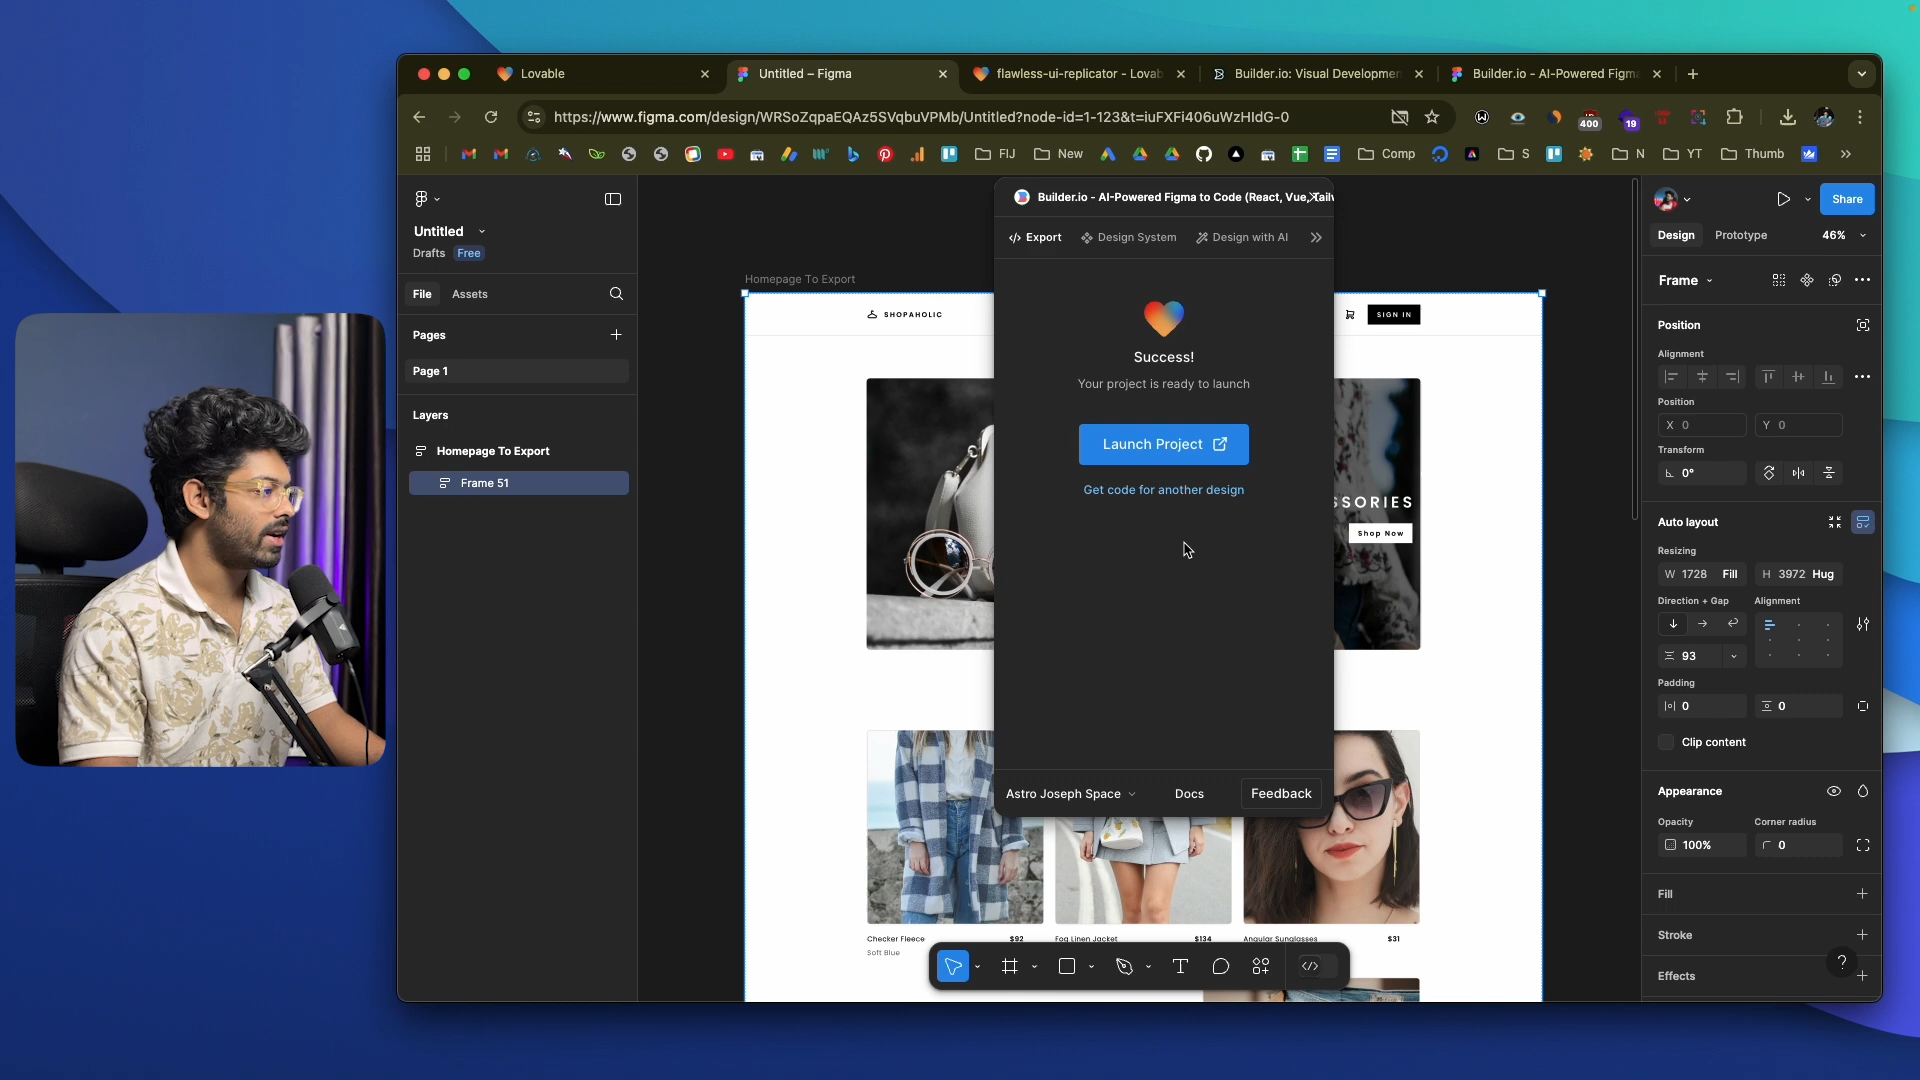 Lovable
Untitled – Figma
flawless-ui-replicator - Lovab
Builder.io: Visual Developmen
Builder.io - AI-Powered Figma
https://www.figma.com/design/WRSoZqpaEQAz5SVqbuVPMb/Untitled?node-id=1-123&t=iuFXFi406uWzHIdG-0
400
19
FIJ
New
Comp
S
N
YT
Thumb
Untitled
Drafts
Free
File
Assets
Pages
Page 1
Layers
Homepage To Export
Frame 51
Homepage To Export
SHOPAHOLIC
SIGN IN
SSORIES
Shop Now
Checker Fleece
$92
Soft Blue
Fog Linen Jacket
$134
Angular Sunglasses
$31
Builder.io - AI-Powered Figma to Code (React, Vue, Tailw
Export
Design System
Design with AI
Success!
Your project is ready to launch
Launch Project
Get code for another design
Astro Joseph Space
Docs
Feedback
Share
Design
Prototype
46%
Frame
Position
Alignment
Position
X 0
Y 0
Transform
0°
Auto layout
Resizing
W 1728 Fill
H 3972 Hug
Direction + Gap
Alignment
93
Padding
0
0
Clip content
Appearance
Opacity
Corner radius
100%
0
Fill
Stroke
Effects
?